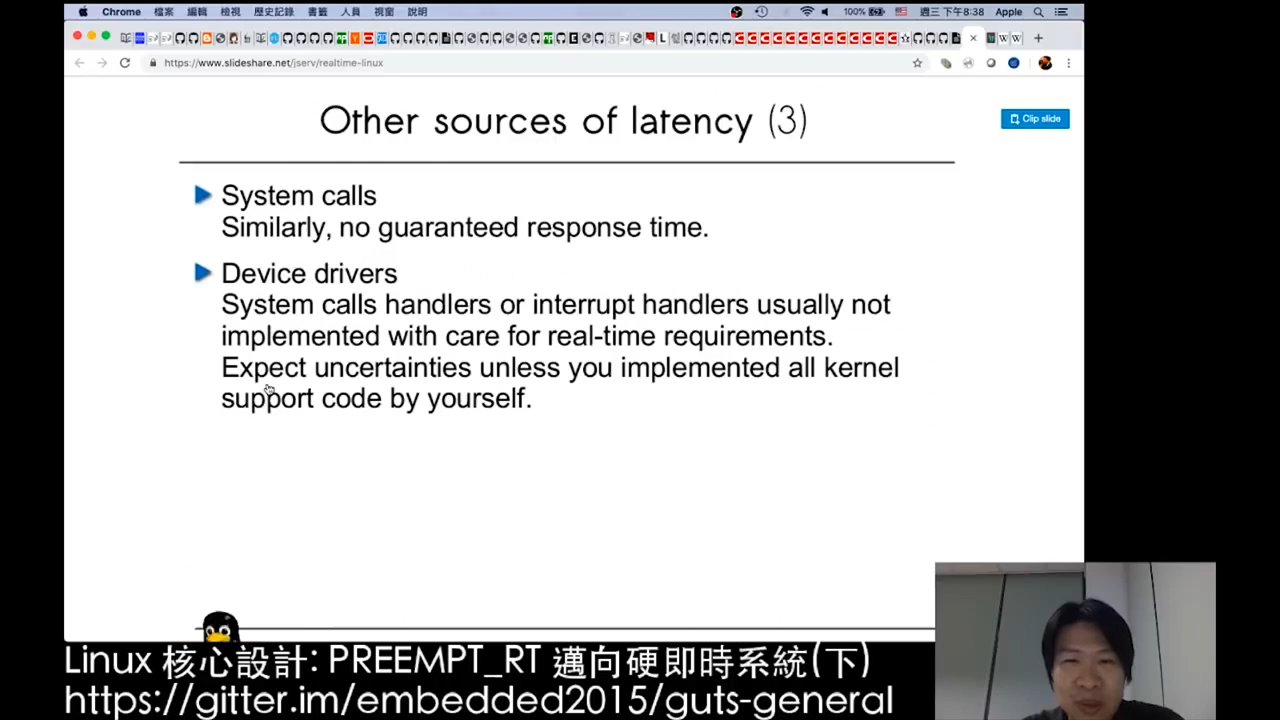 Chrome 檔案 編輯 檢視 歷史記錄 書籤 人員 視窗 說明 100% 週三 下午8:38 Apple
https://www.slideshare.net/jserv/realtime-linux
Other sources of latency (3)
Clip slide
System calls
Similarly, no guaranteed response time.
Device drivers
System calls handlers or interrupt handlers usually not
implemented with care for real-time requirements.
Expect uncertainties unless you implemented all kernel
support code by yourself.
Linux 核心設計: PREEMPT_RT 邁向硬即時系統(下)
https://gitter.im/embedded2015/guts-general